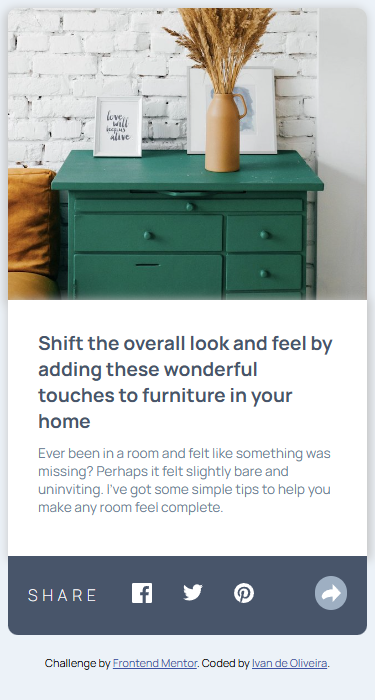 love
will
begins
alive
Shift the overall look and feel by
adding these wonderful
touches to furniture in your
home
Ever been in a room and felt like something was
missing? Perhaps it felt slightly bare and
uninviting. I've got some simple tips to help you
make any room feel complete.
SHARE
Challenge by Frontend Mentor. Coded by Ivan de Oliveira.